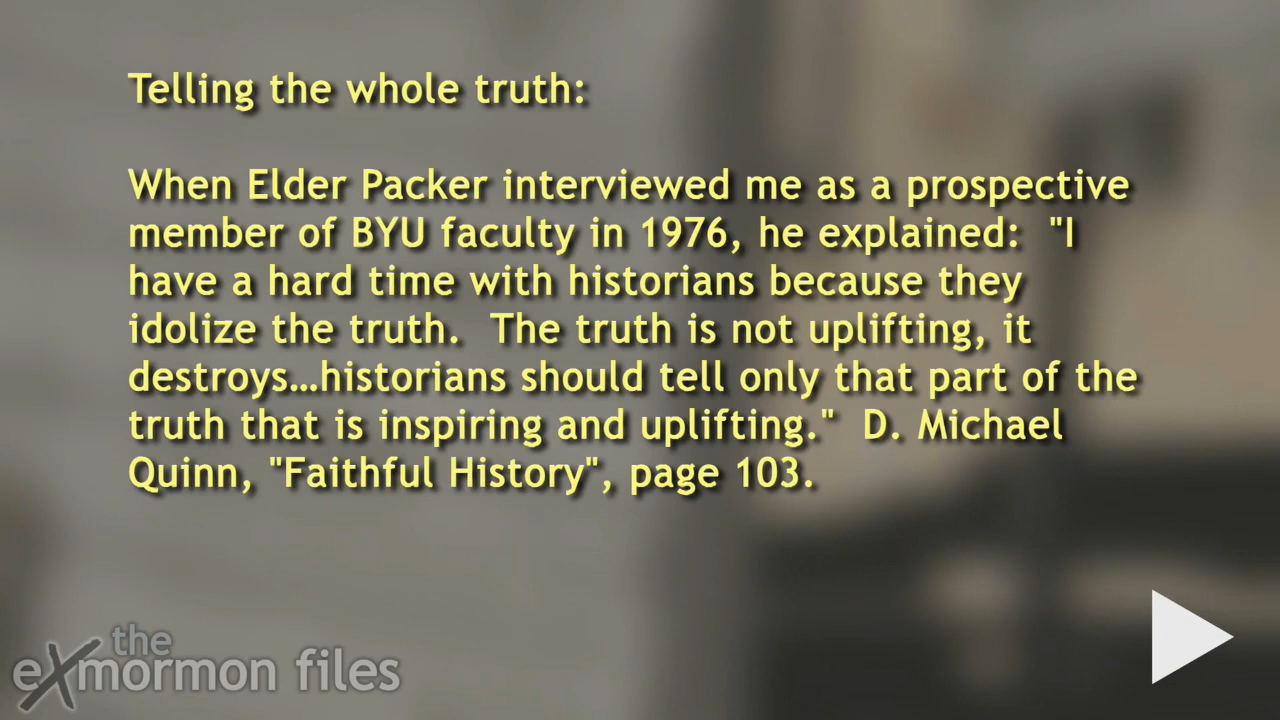 Telling the whole truth:
When Elder Packer interviewed me as a prospective
member of BYU faculty in 1976, he explained:  "I
have a hard time with historians because they
idolize the truth.  The truth is not uplifting, it
destroys...historians should tell only that part of the
truth that is inspiring and uplifting."  D. Michael
Quinn, "Faithful History", page 103.
the
exmormon files